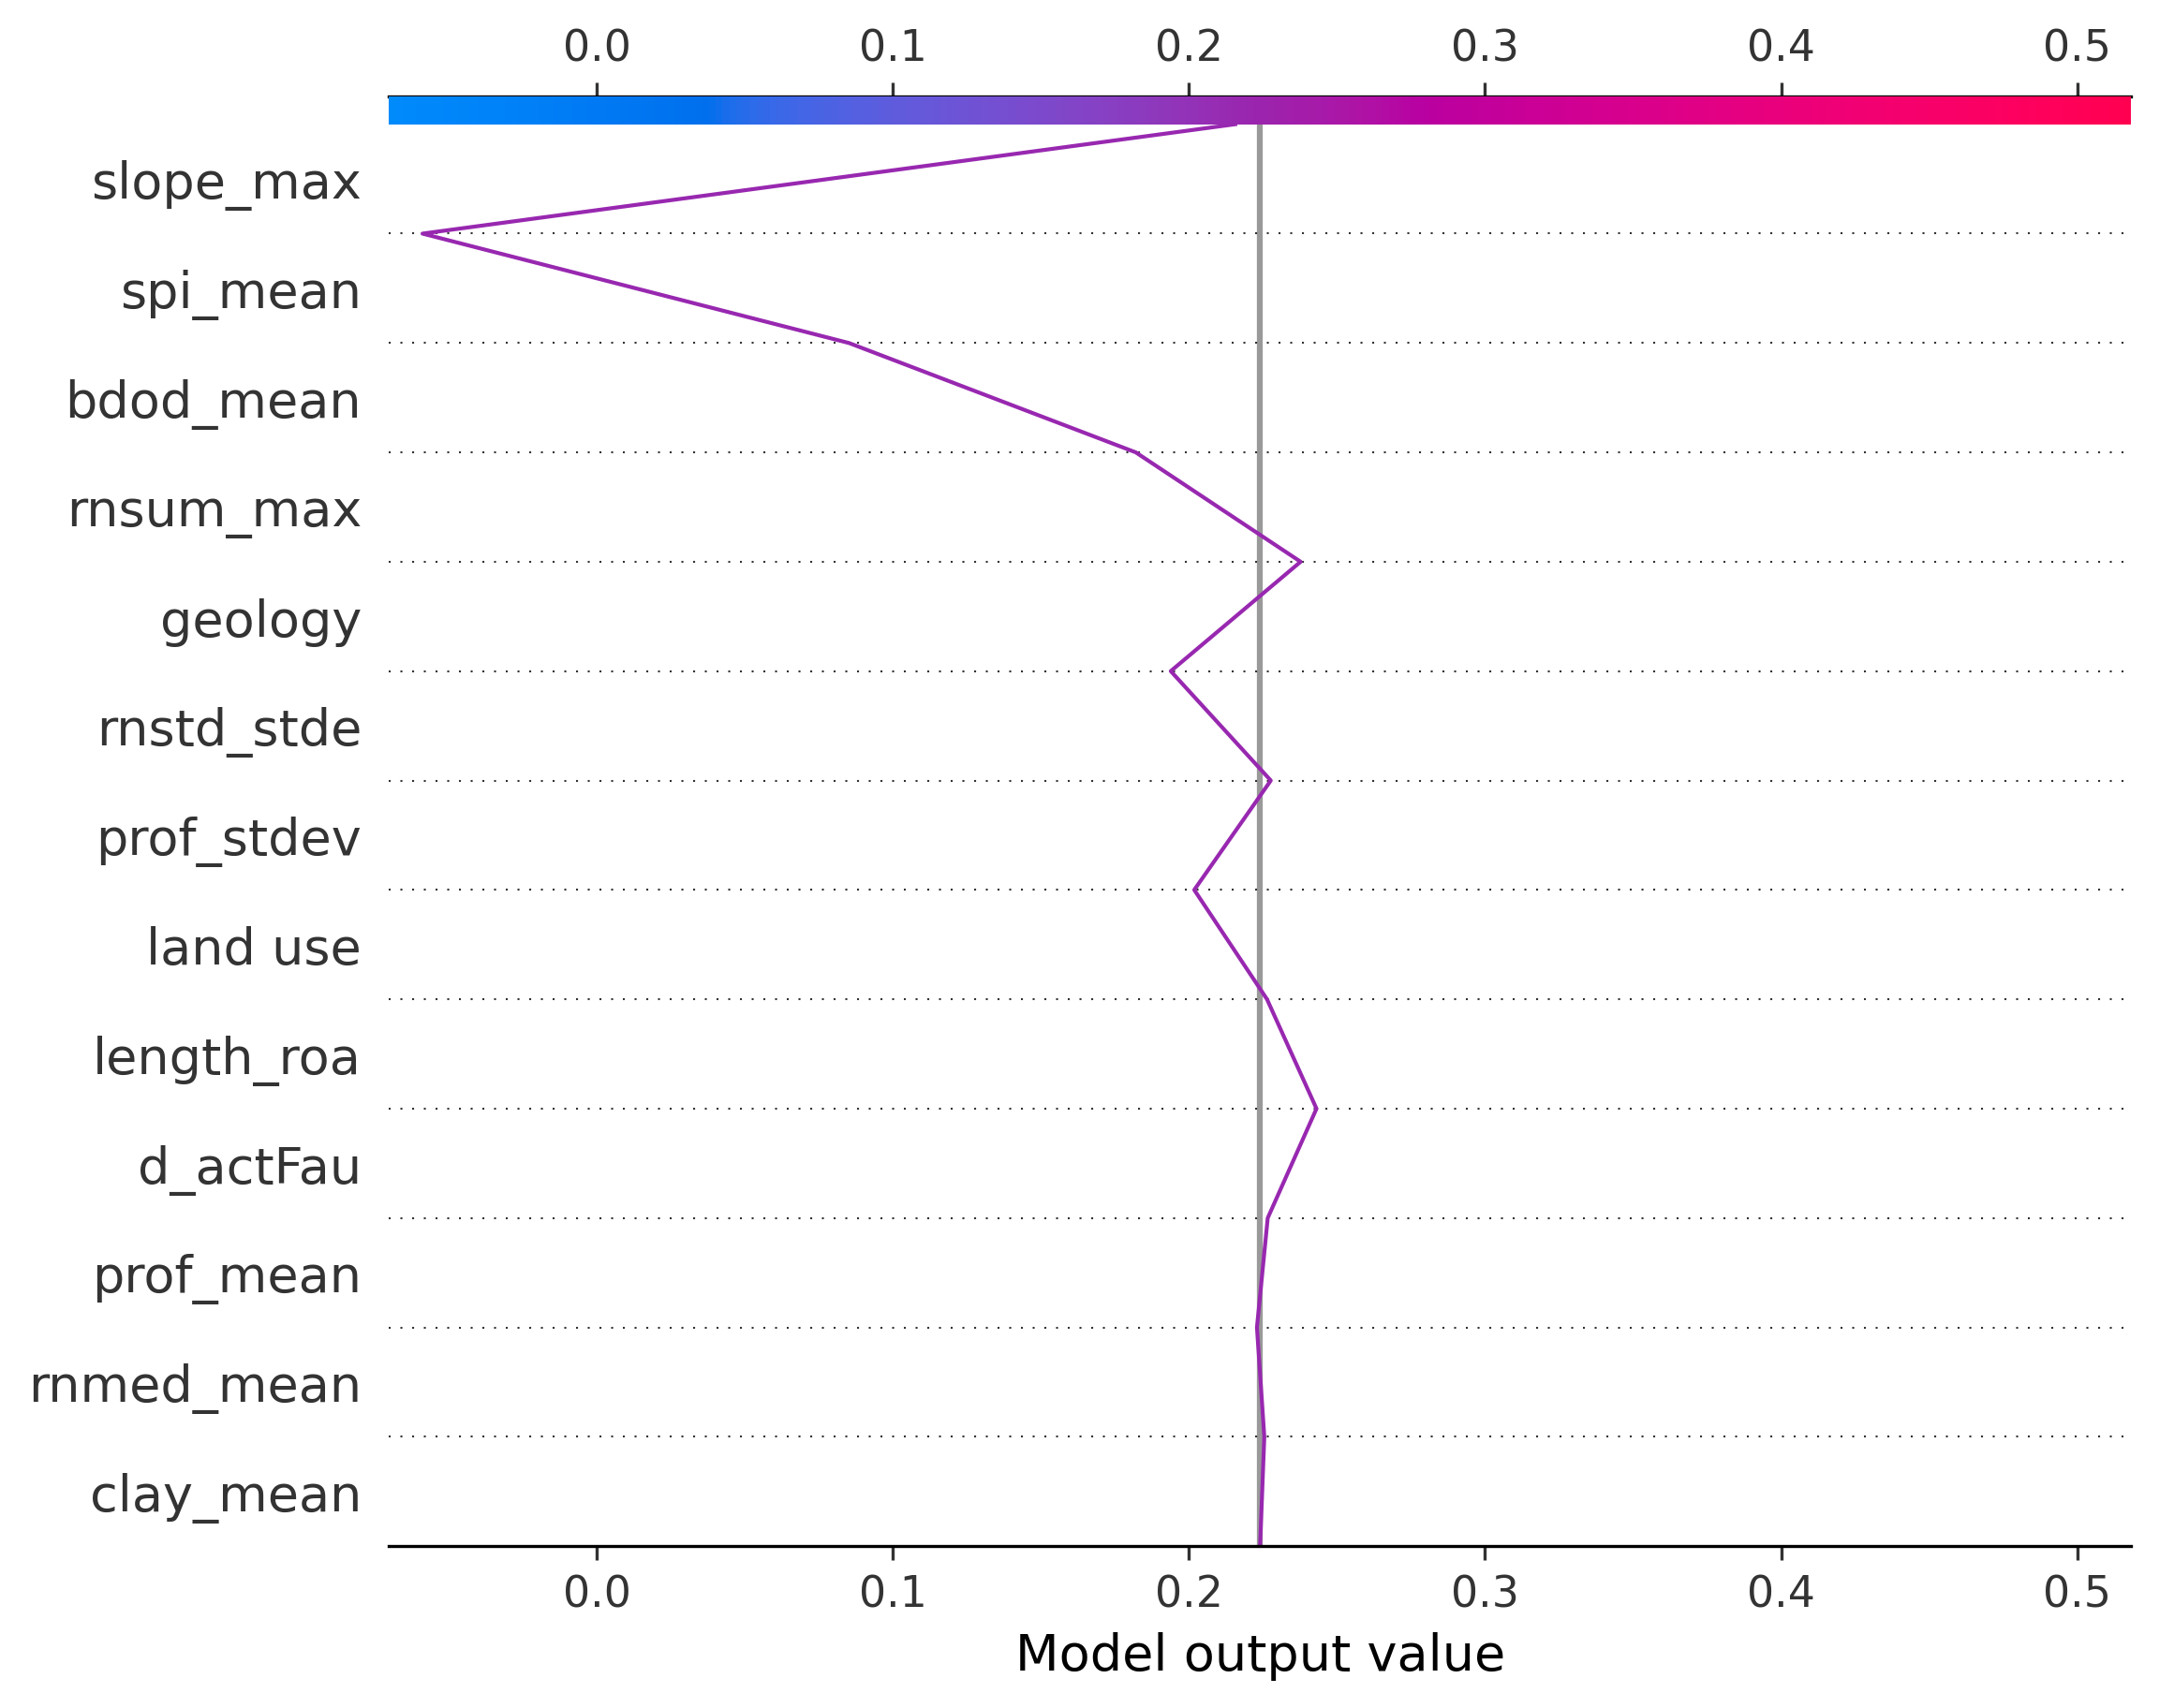 0.0 0.1 0.2 0.3 0.4 0.5
slope_max
spi_mean
bdod_mean
rnsum_max
geology
rnstd_stde
prof_stdev
land use
length_roa
d_actFau
prof_mean
rnmed_mean
clay_mean
0.0 0.1 0.2 0.3 0.4 0.5
Model output value